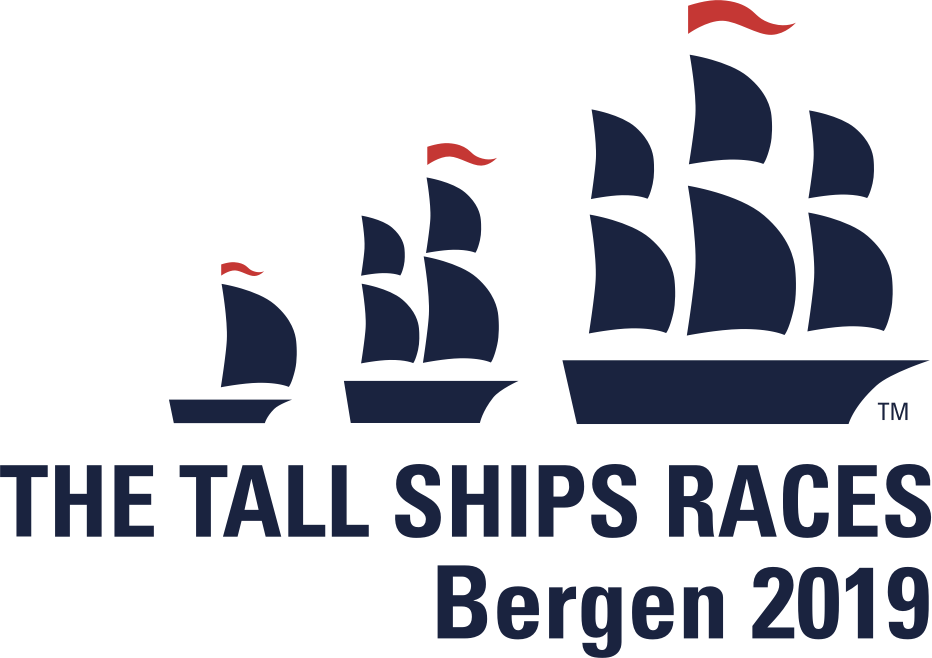 TM
THE TALL SHIPS RACES
Bergen 2019